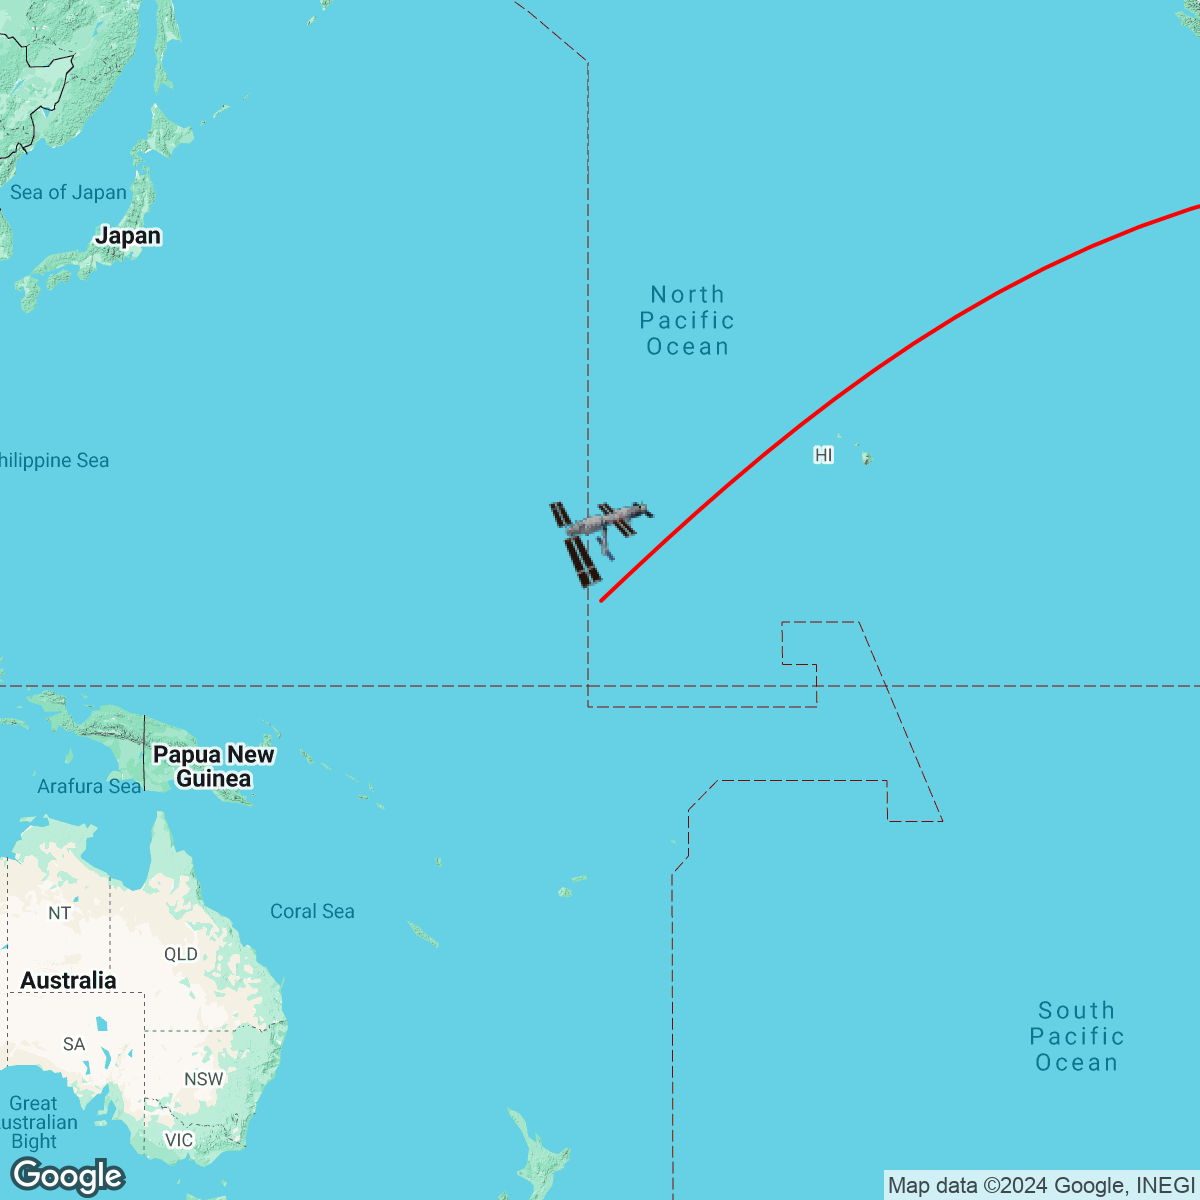 Sea of Japan
Japan
North
Pacific
Ocean
HI
hilippine Sea
Papua New
Guinea
Arafura Sea
NT
Coral Sea
QLD
Australia
South
Pacific
Ocean
SA
NSW
Great
ustralian
Bight
VIC
Google
Map data ©2024 Google, INEGI